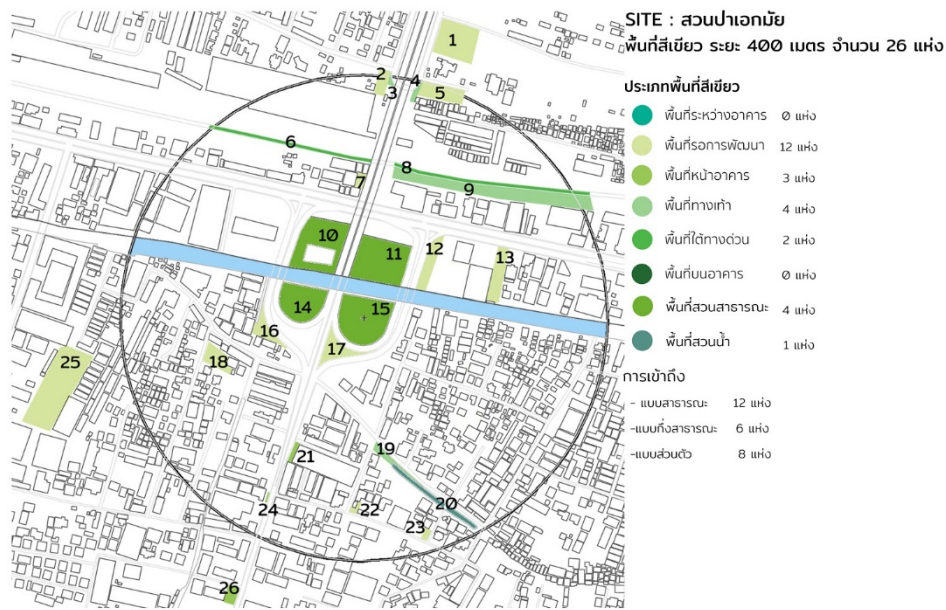 SITE : สวนป่าเอกมัย
พื้นที่สีเขียว ระยะ 400 เมตร จำนวน 26 แห่ง
ประเภทพื้นที่สีเขียว
พื้นที่ระหว่างอาคาร 0 แห่ง
พื้นที่รอการพัฒนา 12 แห่ง
พื้นที่หน้าอาคาร 3 แห่ง
พื้นที่ทางเท้า 4 แห่ง
พื้นที่ใต้ทางด่วน 2 แห่ง
พื้นที่บนอาคาร 0 แห่ง
พื้นที่สวนสาธารณะ 4 แห่ง
พื้นที่สวนน้ำ 1 แห่ง
การเข้าถึง
- แบบสาธารณะ 12 แห่ง
-แบบกึ่งสาธารณะ 6 แห่ง
-แบบส่วนตัว 8 แห่ง
1
2
3
4
5
6
7
8
9
10
11
12
13
14
15
16
17
18
25
19
21
20
24
22
23
26